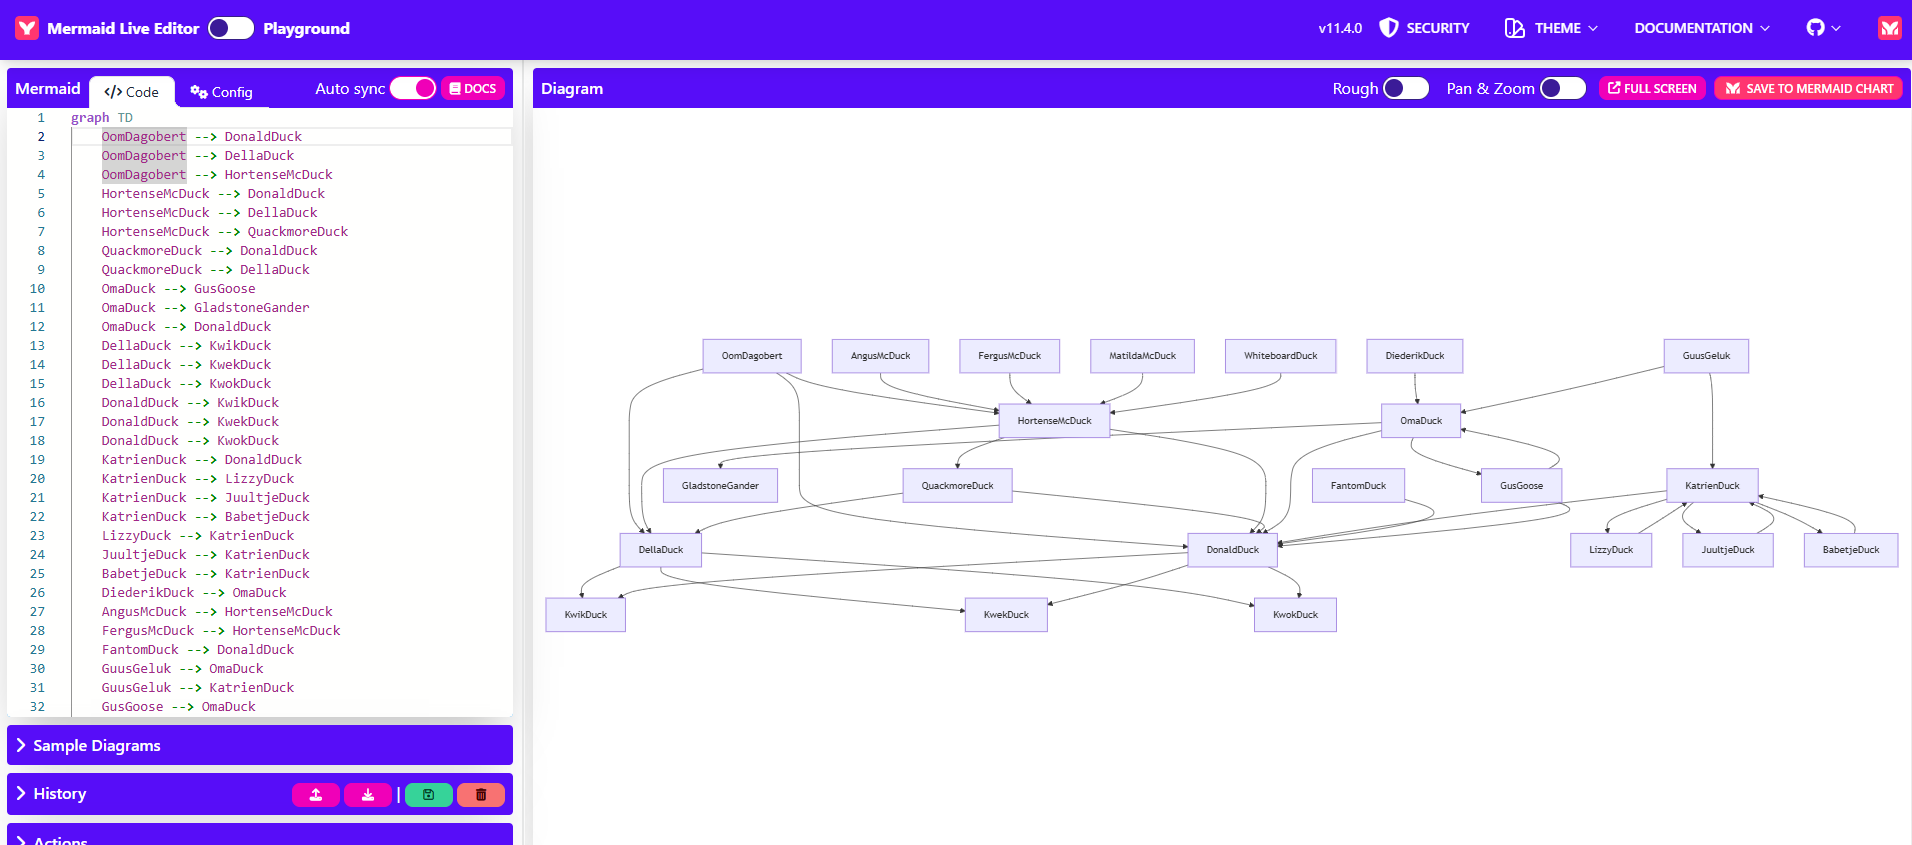 Mermaid Live Editor Playground
v11.4.0 SECURITY THEME DOCUMENTATION
Mermaid Code Config Auto sync DOCS
1 graph TD
2 OomDagobert --> DonaldDuck
3 OomDagobert --> DellaDuck
4 OomDagobert --> HortenseMcDuck
5 HortenseMcDuck --> DonaldDuck
6 HortenseMcDuck --> DellaDuck
7 HortenseMcDuck --> QuackmoreDuck
8 QuackmoreDuck --> DonaldDuck
9 QuackmoreDuck --> DellaDuck
10 OmaDuck --> GusGoose
11 OmaDuck --> GladstoneGander
12 OmaDuck --> DonaldDuck
13 DellaDuck --> KwikDuck
14 DellaDuck --> KwekDuck
15 DellaDuck --> KwokDuck
16 DonaldDuck --> KwikDuck
17 DonaldDuck --> KwekDuck
18 DonaldDuck --> KwokDuck
19 KatrienDuck --> DonaldDuck
20 KatrienDuck --> LizzyDuck
21 KatrienDuck --> JuultjeDuck
22 KatrienDuck --> BabetjeDuck
23 LizzyDuck --> KatrienDuck
24 JuultjeDuck --> KatrienDuck
25 BabetjeDuck --> KatrienDuck
26 DiederikDuck --> OmaDuck
27 AngusMcDuck --> HortenseMcDuck
28 FergusMcDuck --> HortenseMcDuck
29 FantomDuck --> DonaldDuck
30 GuusGeluk --> OmaDuck
31 GuusGeluk --> KatrienDuck
32 GusGoose --> OmaDuck
Sample Diagrams
History
Actions
Diagram Rough Pan & Zoom FULL SCREEN SAVE TO MERMAID CHART
OomDagobert AngusMcDuck FergusMcDuck MatildaMcDuck WhiteboardDuck DiederikDuck GuusGeluk
HortenseMcDuck OmaDuck
GladstoneGander QuackmoreDuck FantomDuck GusGoose KatrienDuck
DellaDuck DonaldDuck LizzyDuck JuultjeDuck BabetjeDuck
KwikDuck KwekDuck KwokDuck